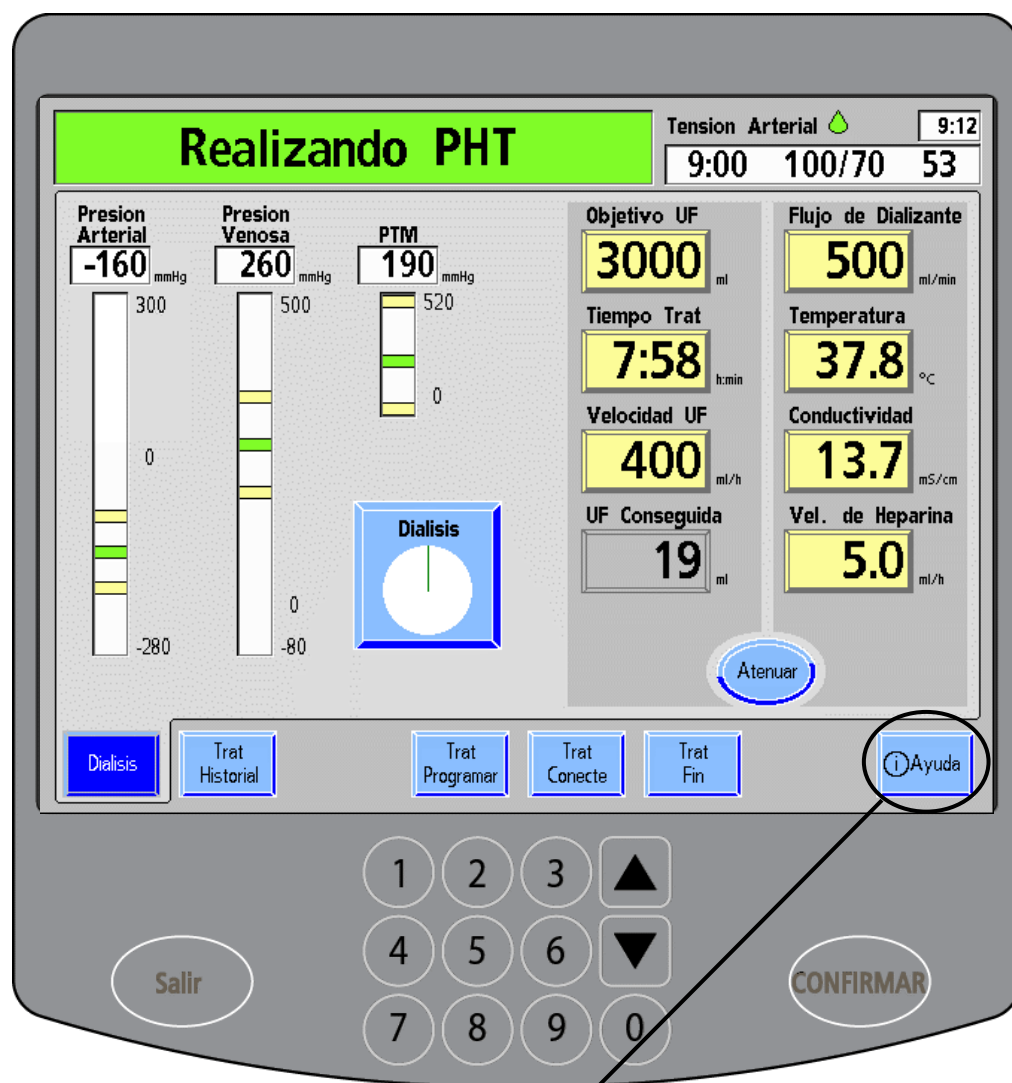 Realizando PHT
Tension Arterial 9:12
9:00 100/70 53
Presion
Arterial
-160 mmHg
300
0
-280
Presion
Venosa
260 mmHg
500
0
-80
PTM
190 mmHg
520
0
Dialisis
Objetivo UF
3000 ml
Tiempo Trat
7:58 h:min
Velocidad UF
400 ml/h
UF Conseguida
19 ml
Flujo de Dializante
500 ml/min
Temperatura
37.8 °C
Conductividad
13.7 mS/cm
Vel. de Heparina
5.0 ml/h
Atenuar
Dialisis
Trat
Historial
Trat
Programar
Trat
Conecte
Trat
Fin
i Ayuda
1 2 3
4 5 6
7 8 9 0
Salir
CONFIRMAR